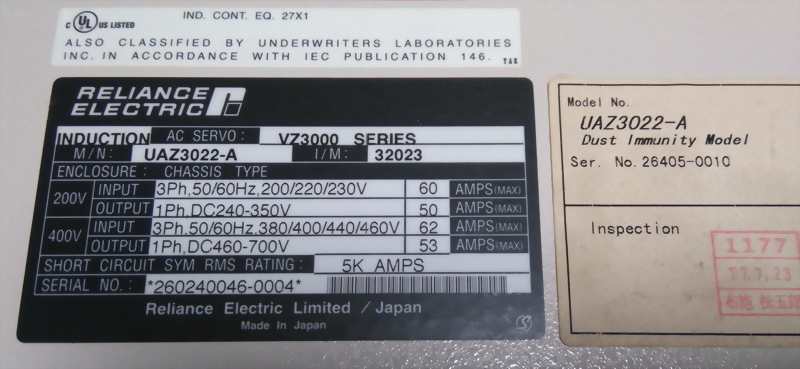 C UL US LISTED
IND. CONT. EQ. 27X1
ALSO CLASSIFIED BY UNDERWRITERS LABORATORIES
INC. IN ACCORDANCE WITH IEC PUBLICATION 146.
RELIANCE
ELECTRIC
INDUCTION AC SERVO: VZ3000 SERIES
M/N: UAZ3022-A I/M: 32023
ENCLOSURE: CHASSIS TYPE
200V INPUT 3Ph,50/60Hz,200/220/230V 60 AMPS(MAX)
OUTPUT 1Ph,DC240-350V 50 AMPS(MAX)
400V INPUT 3Ph,50/60Hz,380/400/440/460V 62 AMPS(MAX)
OUTPUT 1Ph,DC460-700V 53 AMPS(MAX)
SHORT CIRCUIT SYM RMS RATING: 5K AMPS
SERIAL NO.: *260240046-0004*
Reliance Electric Limited / Japan
Made In Japan
Model No.
UAZ3022-A
Dust Immunity Model
Ser. No. 26405-0010
Inspection
1177
7.23